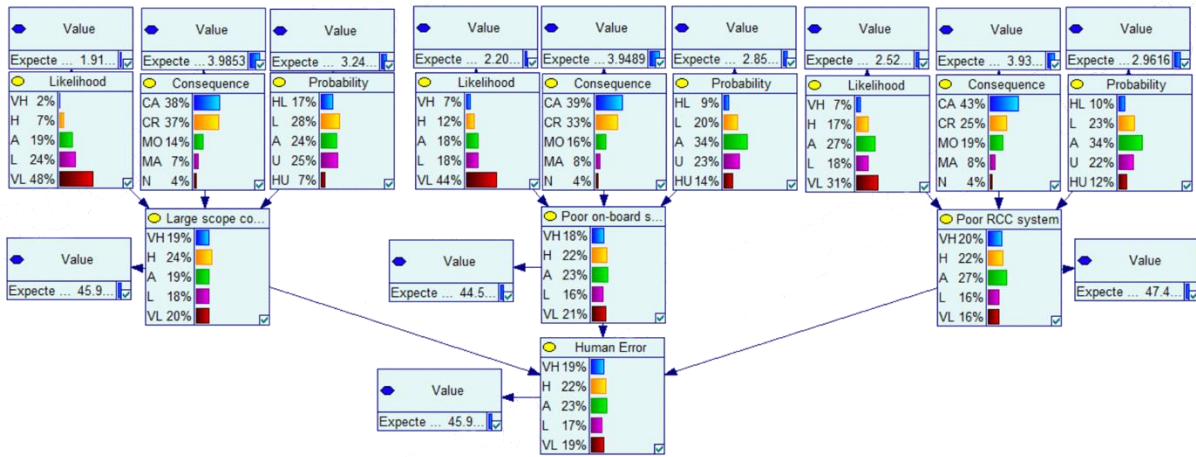 Value
Expecte ... 1.91...
Value
Expecte ... 3.9853
Value
Expecte ... 3.24...
Value
Expecte ... 2.20...
Value
Expecte ... 3.9489
Value
Expecte ... 2.85...
Value
Expecte ... 2.52...
Value
Expecte ... 3.93...
Value
Expecte ... 2.9616
Likelihood
VH 2%
H 7%
A 19%
L 24%
VL 48%
Consequence
CA 38%
CR 37%
MO 14%
MA 7%
N 4%
Probability
HL 17%
L 28%
A 24%
U 25%
HU 7%
Likelihood
VH 7%
H 12%
A 18%
L 18%
VL 44%
Consequence
CA 39%
CR 33%
MO 16%
MA 8%
N 4%
Probability
HL 9%
L 20%
A 34%
U 23%
HU 14%
Likelihood
VH 7%
H 17%
A 27%
L 18%
VL 31%
Consequence
CA 43%
CR 25%
MO 19%
MA 8%
N 4%
Probability
HL 10%
L 23%
A 34%
U 22%
HU 12%
Large scope co...
VH 19%
H 24%
A 19%
L 18%
VL 20%
Value
Expecte ... 45.9...
Poor on-board s...
VH 18%
H 22%
A 23%
L 16%
VL 21%
Value
Expecte ... 44.5...
Poor RCC system
VH 20%
H 22%
A 27%
L 16%
VL 16%
Value
Expecte ... 47.4...
Human Error
VH 19%
H 22%
A 23%
L 17%
VL 19%
Value
Expecte ... 45.9...